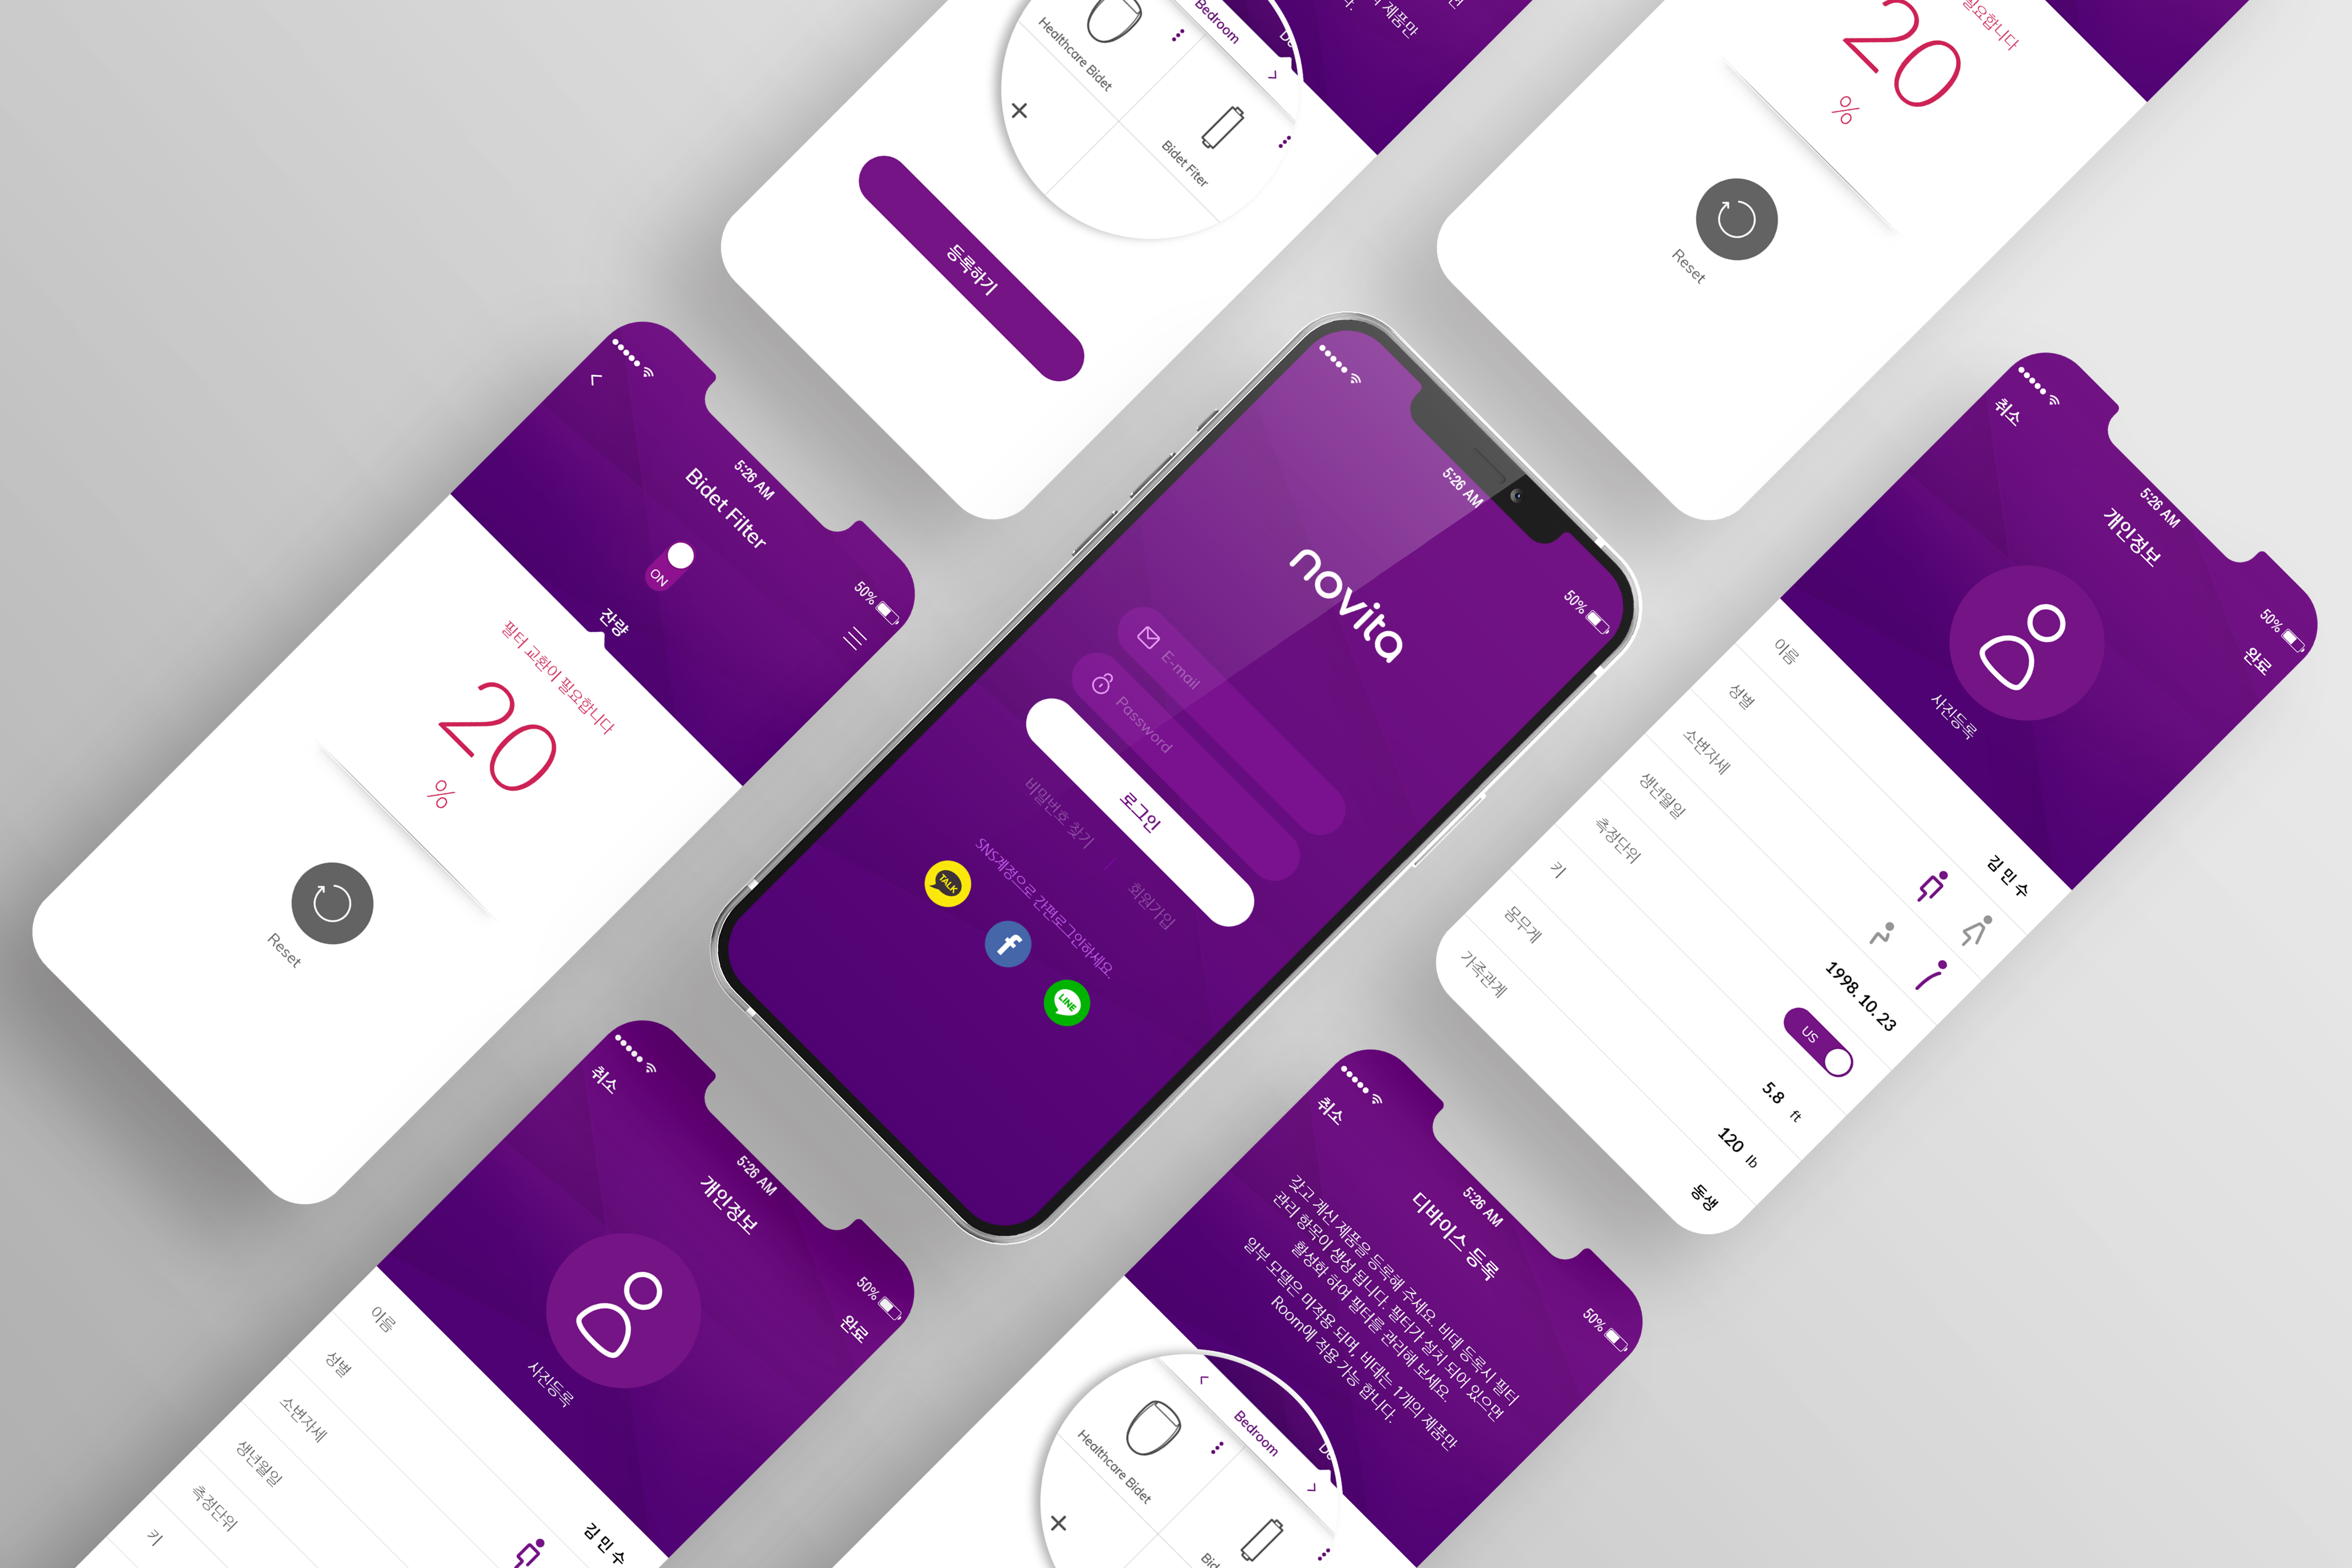 Healthcare Bidet
Bedroom
Bidet Fiter
제품만
등록하기
필요합니다
20
%
Reset
5:26 AM
Bidet Filter
50%
ON
잔량
필터 교환이 필요합니다
20
%
Reset
5:26 AM
50%
novita
E-mail
Password
로그인
비밀번호 찾기 | 회원가입
SNS계정으로 간편로그인하세요.
TALK
f
LINE
5:26 AM
50%
취소
개인정보
완료
사진등록
이름 김 민 수
성별
소변자세
생년월일 1998. 10. 23
측정단위 US
키 5.8 ft
몸무게 120 lb
가족관계 동생
5:26 AM
50%
취소
개인정보
완료
사진등록
이름 김 민 수
성별
소변자세
생년월일
측정단위
키
5:26 AM
50%
취소
디바이스 등록
갖고 계신 제품을 등록해 주세요. 비데 등록시 필터
관리 항목이 생성 됩니다. 필터가 설치 되어 있으면
활성화 하여 필터를 관리해 보세요.
일부 모델은 미적용 되며, 비데는 1개의 제품만
Room에 적용 가능 합니다.
Bedroom
Healthcare Bidet